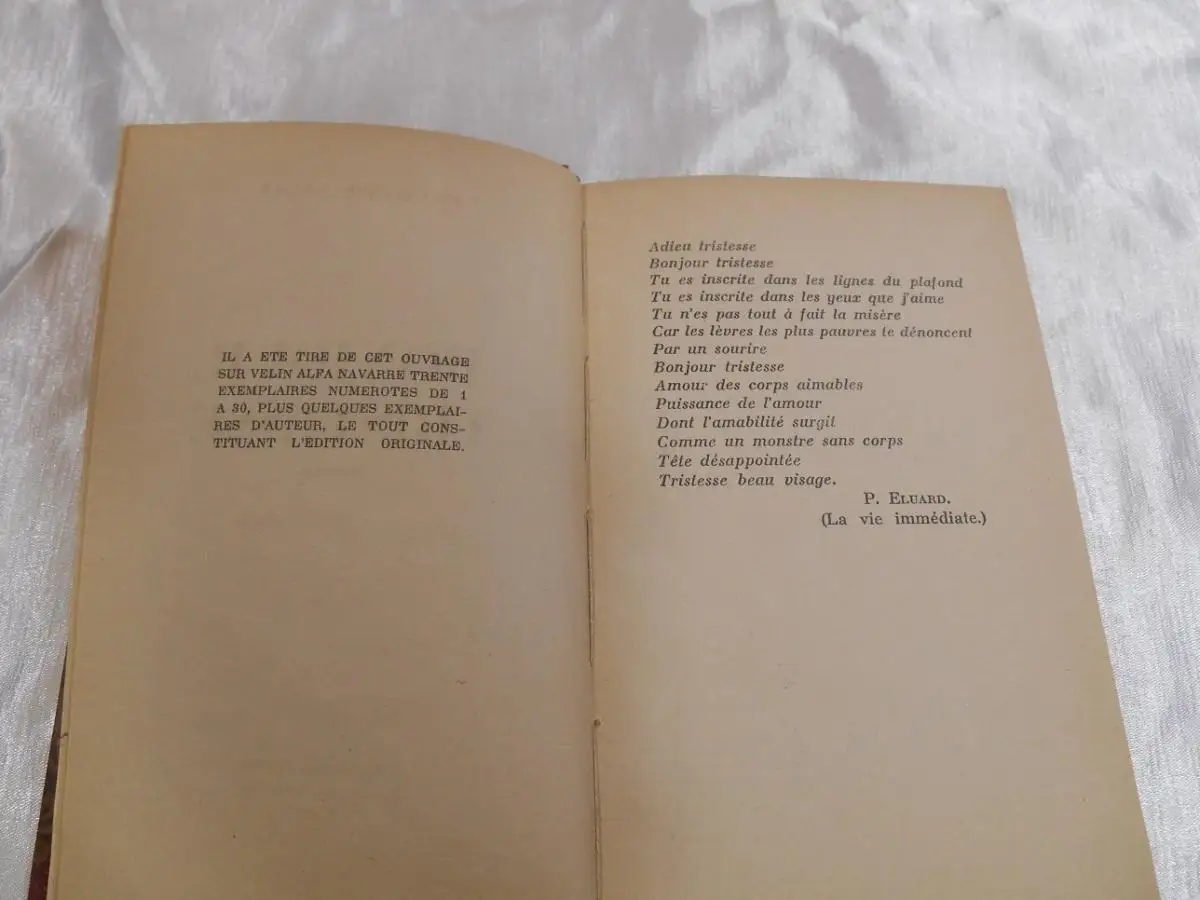 IL A ETE TIRE DE CET OUVRAGE
SUR VELIN ALFA NAVARRE TRENTE
EXEMPLAIRES NUMEROTES DE 1
A 30, PLUS QUELQUES EXEMPLAI-
RES D'AUTEUR, LE TOUT CONS-
TITUANT L'EDITION ORIGINALE.
Adieu tristesse
Bonjour tristesse
Tu es inscrite dans les lignes du plafond
Tu es inscrite dans les yeux que j'aime
Tu n'es pas tout à fait la misère
Car les lèvres les plus pauvres te dénoncent
Par un sourire
Bonjour tristesse
Amour des corps aimables
Puissance de l'amour
Dont l'amabilité surgit
Comme un monstre sans corps
Tête désappointée
Tristesse beau visage.
P. ELUARD.
(La vie immédiate.)